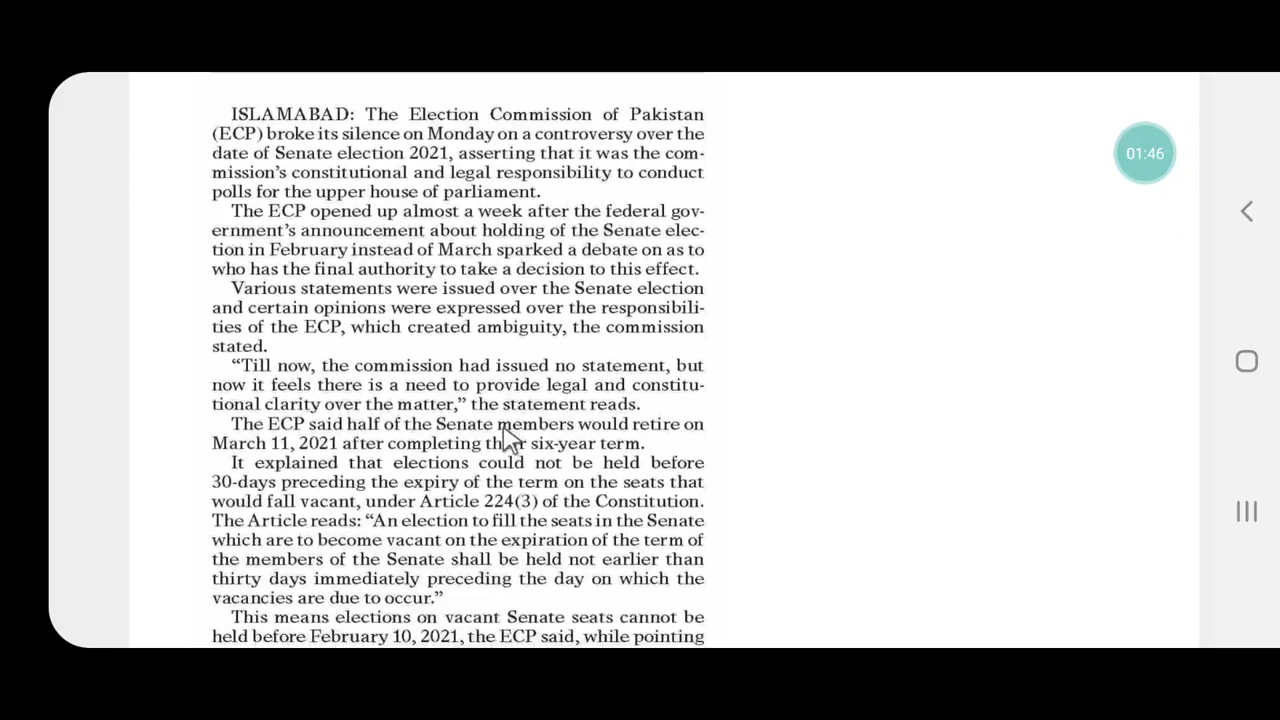 ISLAMABAD: The Election Commission of Pakistan
(ECP) broke its silence on Monday on a controversy over the
date of Senate election 2021, asserting that it was the com-
mission's constitutional and legal responsibility to conduct
polls for the upper house of parliament.
The ECP opened up almost a week after the federal gov-
ernment's announcement about holding of the Senate elec-
tion in February instead of March sparked a debate on as to
who has the final authority to take a decision to this effect.
Various statements were issued over the Senate election
and certain opinions were expressed over the responsibili-
ties of the ECP, which created ambiguity, the commission
stated.
“Till now, the commission had issued no statement, but
now it feels there is a need to provide legal and constitu-
tional clarity over the matter,” the statement reads.
The ECP said half of the Senate members would retire on
March 11, 2021 after completing their six-year term.
It explained that elections could not be held before
30-days preceding the expiry of the term on the seats that
would fall vacant, under Article 224(3) of the Constitution.
The Article reads: “An election to fill the seats in the Senate
which are to become vacant on the expiration of the term of
the members of the Senate shall be held not earlier than
thirty days immediately preceding the day on which the
vacancies are due to occur.”
This means elections on vacant Senate seats cannot be
held before February 10, 2021, the ECP said, while pointing
01:46